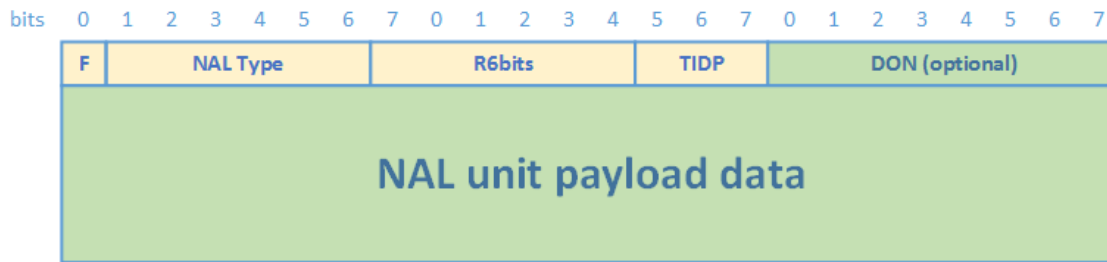 bits 0 1 2 3 4 5 6 7 0 1 2 3 4 5 6 7 0 1 2 3 4 5 6 7
F NAL Type R6bits TIDP DON (optional)
NAL unit payload data